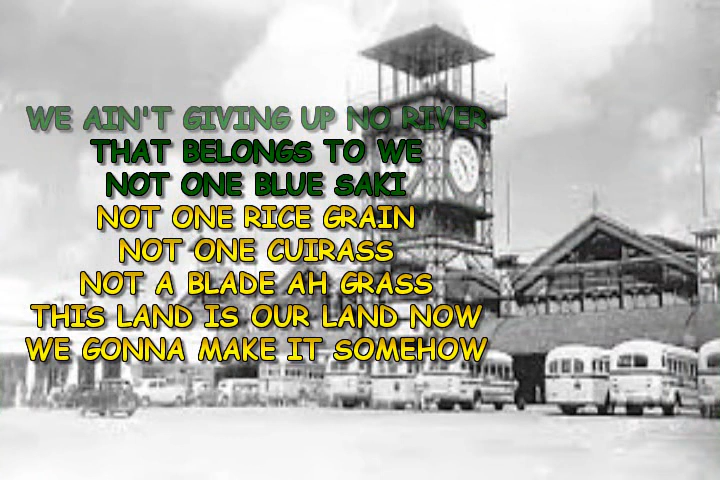 WE AIN'T GIVING UP NO RIVER
THAT BELONGS TO WE
NOT ONE BLUE SAKI
NOT ONE RICE GRAIN
NOT ONE CUIRASS
NOT A BLADE AH GRASS
THIS LAND IS OUR LAND NOW
WE GONNA MAKE IT SOMEHOW